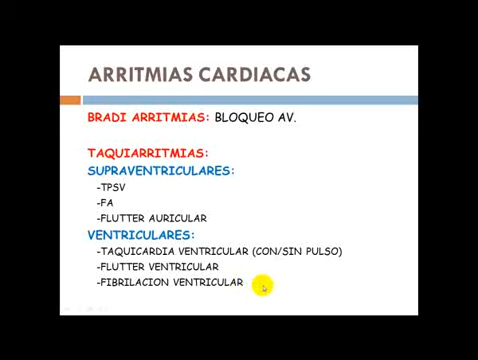 ARRITMIAS CARDIACAS
BRADI ARRITMIAS: BLOQUEO AV.
TAQUIARRITMIAS:
SUPRAVENTRICULARES:
-TPSV
-FA
-FLUTTER AURICULAR
VENTRICULARES:
-TAQUICARDIA VENTRICULAR (CON/SIN PULSO)
-FLUTTER VENTRICULAR
-FIBRILACION VENTRICULAR